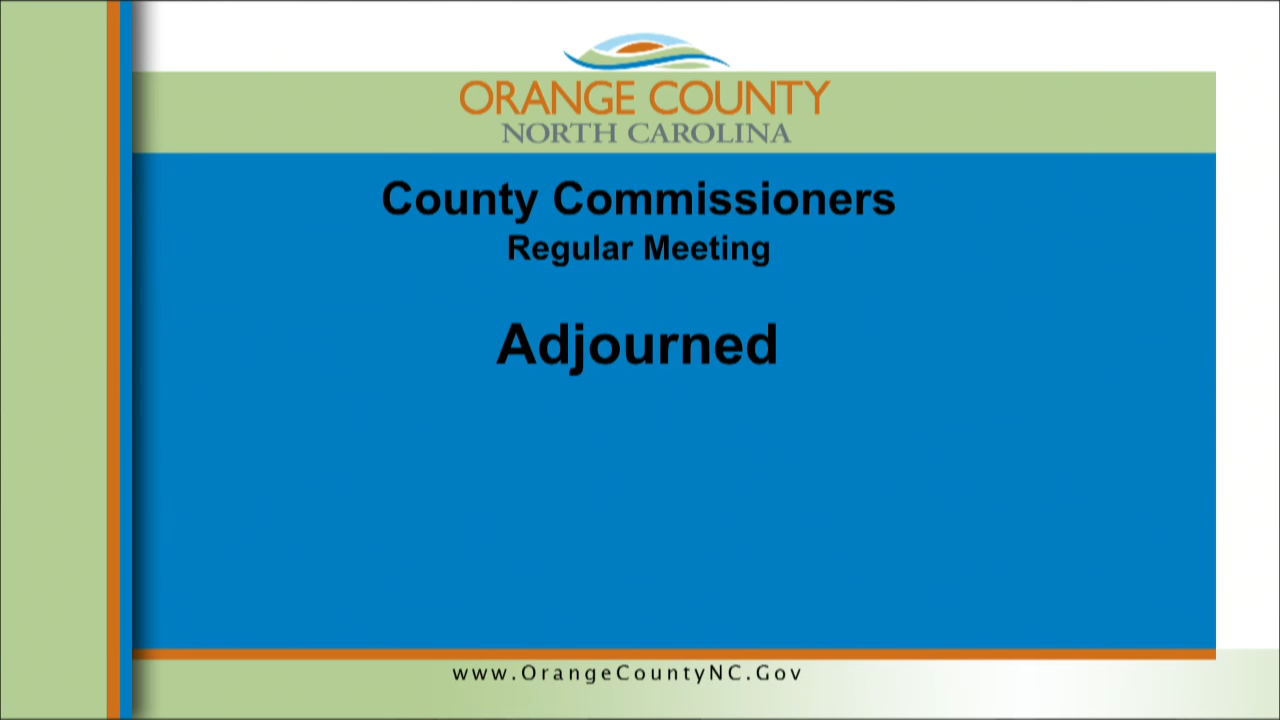 ORANGE COUNTY
NORTH CAROLINA
County Commissioners
Regular Meeting
Adjourned
www.OrangeCountyNC.Gov